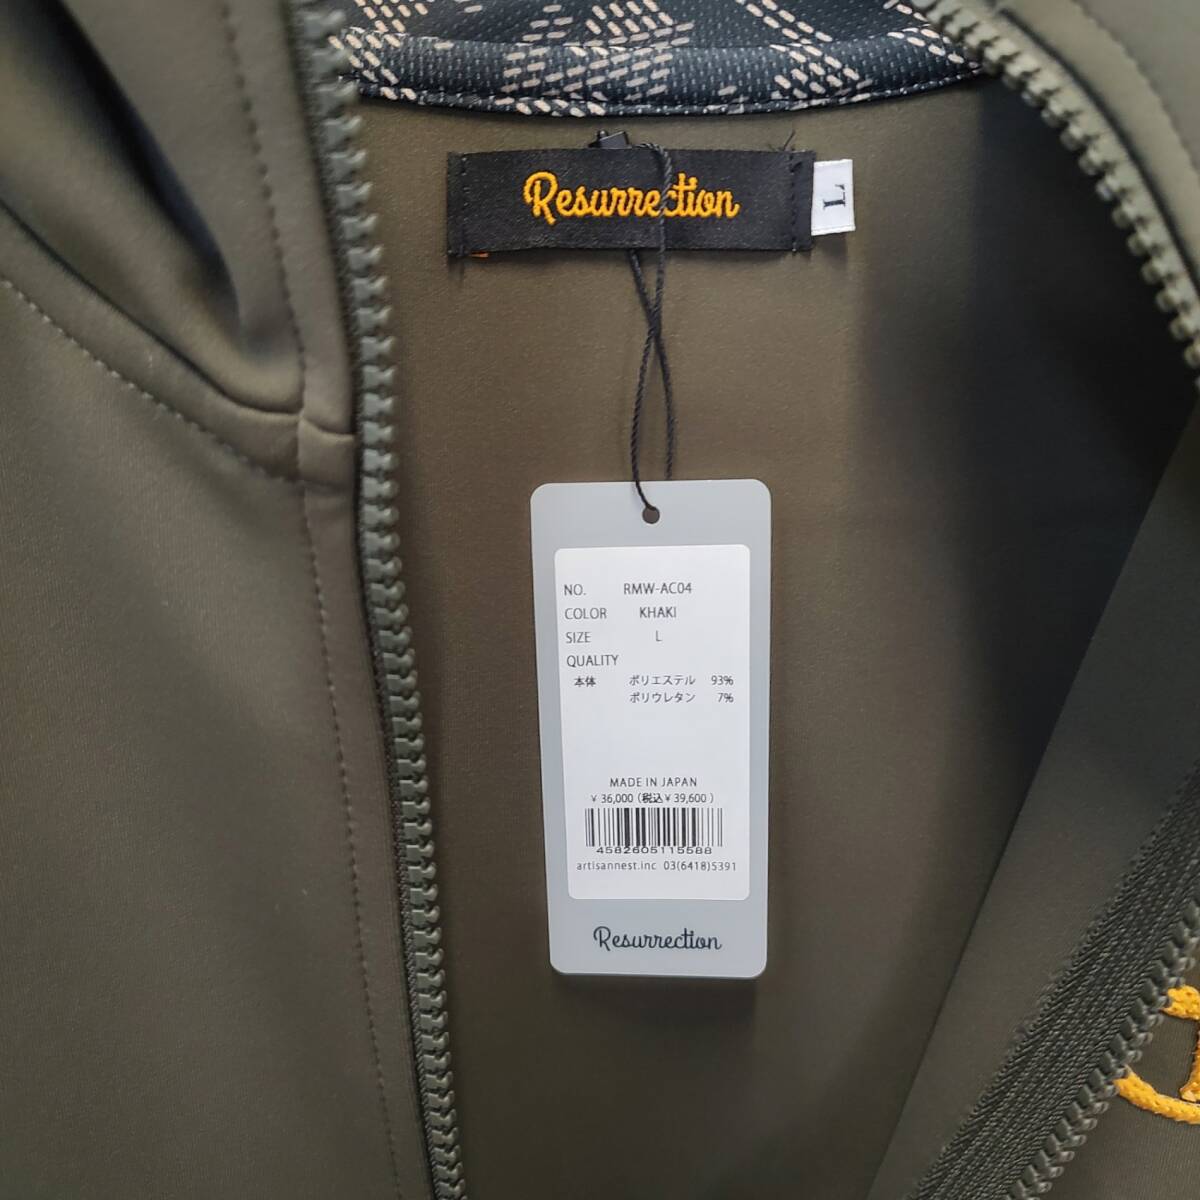 Resurrection
L
NO. RMW-AC04
COLOR KHAKI
SIZE L
QUALITY
本体 ポリエステル 93%
ポリウレタン 7%
MADE IN JAPAN
¥ 36,000 (税込 ¥ 39,600 )
4582605115588
artisannest.inc 03(6418)5391
Resurrection